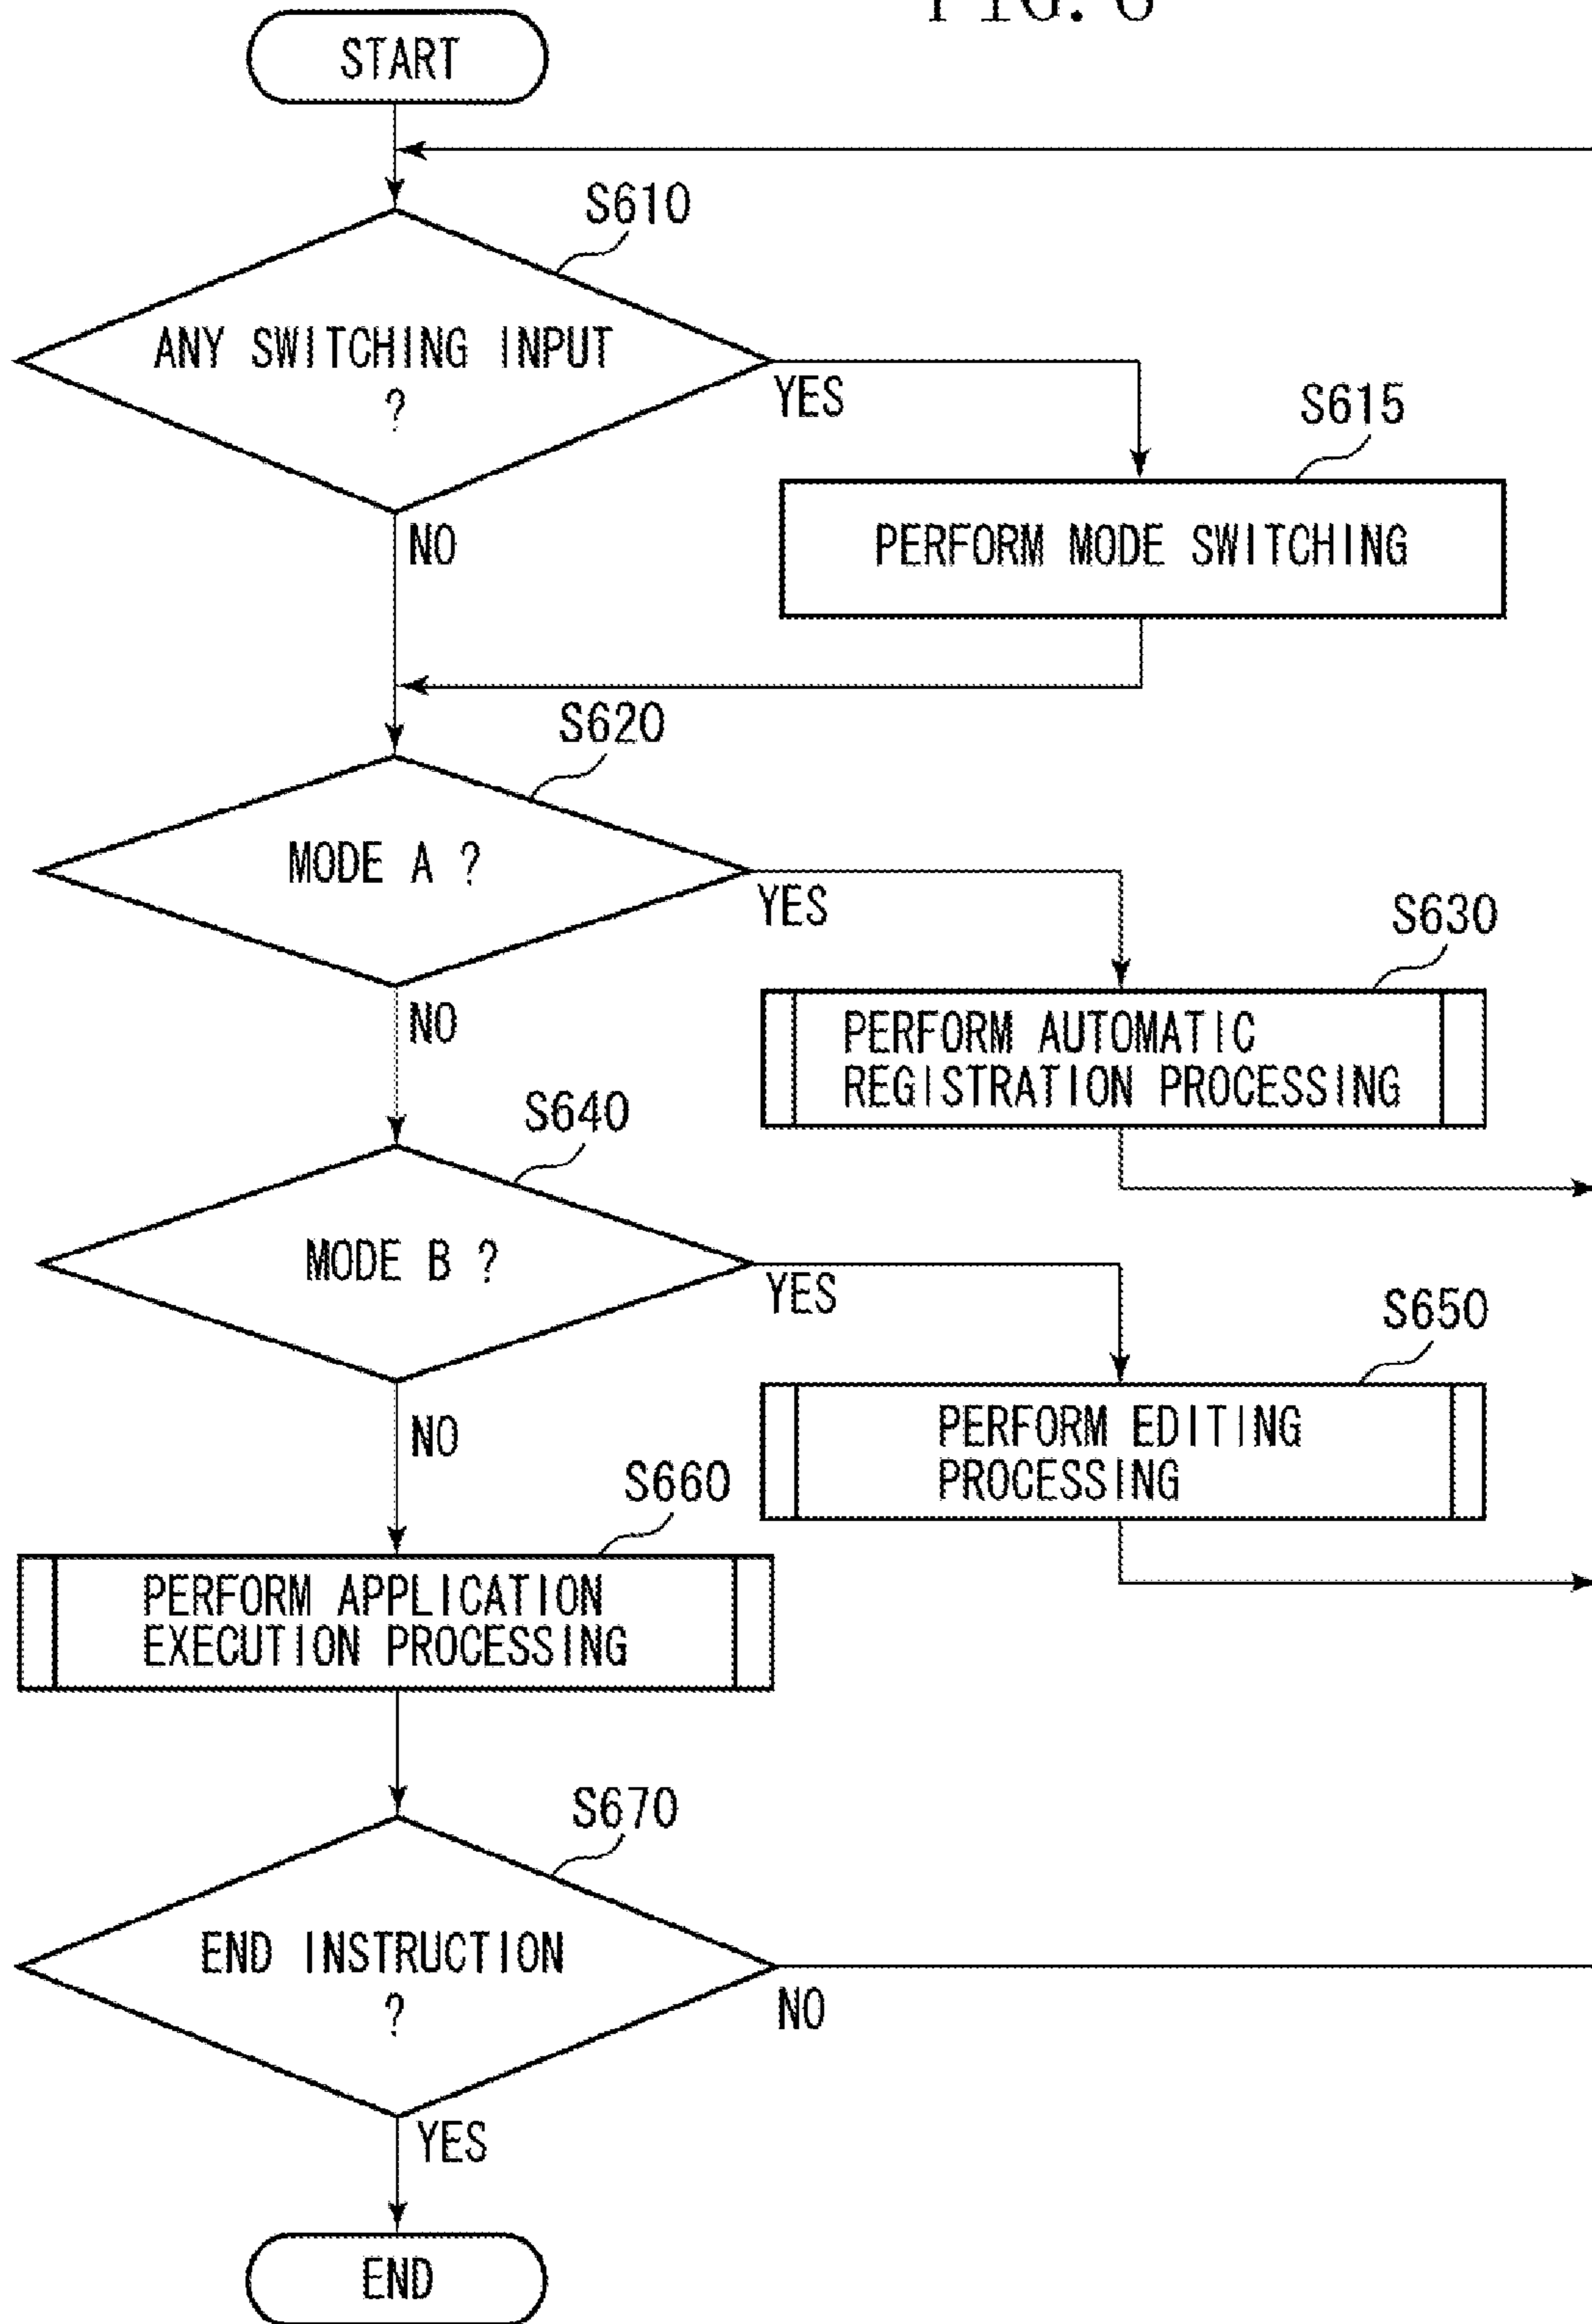 FIG. 6
START
S610
ANY SWITCHING INPUT
?
YES
S615
PERFORM MODE SWITCHING
NO
S620
MODE A ?
YES
S630
PERFORM AUTOMATIC
REGISTRATION PROCESSING
NO
S640
MODE B ?
YES
S650
PERFORM EDITING
PROCESSING
NO
S660
PERFORM APPLICATION
EXECUTION PROCESSING
S670
END INSTRUCTION
?
NO
YES
END